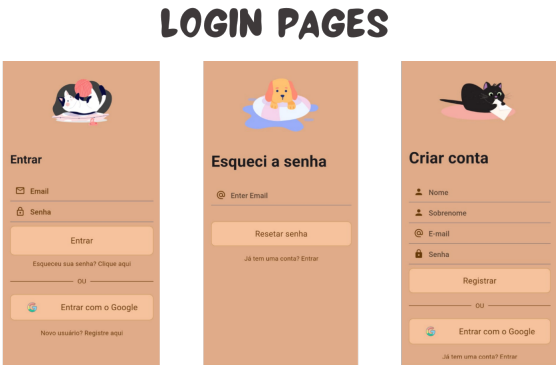 LOGIN PAGES
Entrar
Email
Senha
Entrar
Esqueceu sua senha? Clique aqui
OU
Entrar com o Google
Novo usuário? Registre aqui
Esqueci a senha
Enter Email
Resetar senha
Já tem uma conta? Entrar
Criar conta
Nome
Sobrenome
E-mail
Senha
Registrar
OU
Entrar com o Google
Já tem uma conta? Entrar